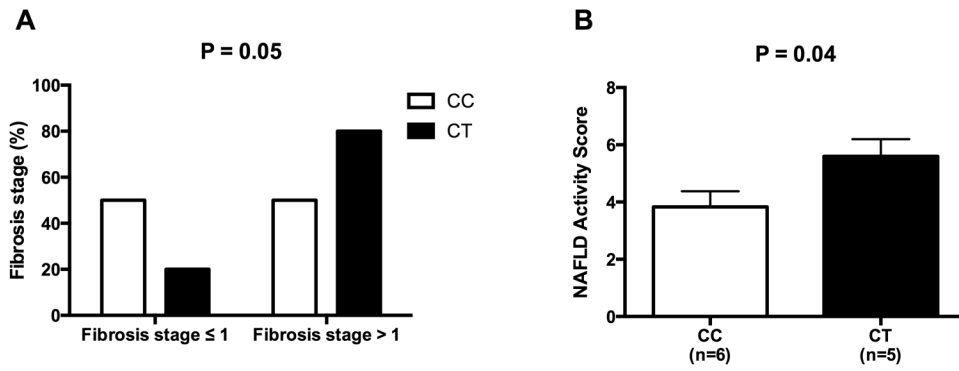 A
P = 0.05
Fibrosis stage (%)
100
80
60
40
20
0
Fibrosis stage ≤ 1
Fibrosis stage > 1
CC
CT
B
P = 0.04
NAFLD Activity Score
8
6
4
2
0
CC
(n=6)
CT
(n=5)